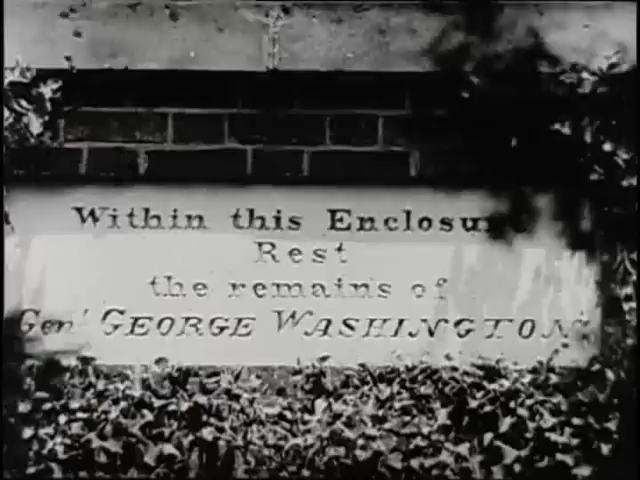 Within this Enclosu
Rest
the remains of
Gen' GEORGE WASHINGTON